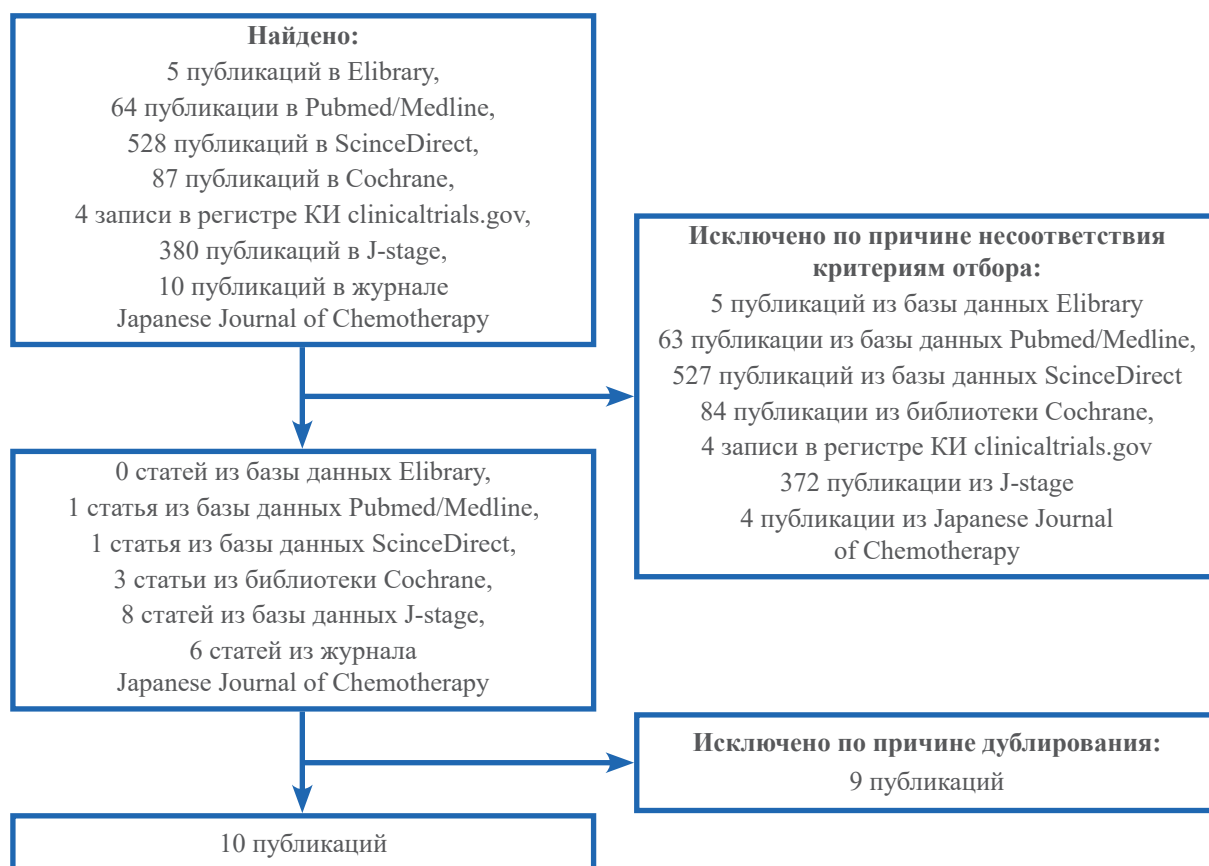 Найдено:
5 публикаций в Elibrary,
64 публикации в Pubmed/Medline,
528 публикаций в ScinceDirect,
87 публикаций в Cochrane,
4 записи в регистре КИ clinicaltrials.gov,
380 публикаций в J-stage,
10 публикаций в журнале
Japanese Journal of Chemotherapy
Исключено по причине несоответствия
критериям отбора:
5 публикаций из базы данных Elibrary
63 публикации из базы данных Pubmed/Medline,
527 публикаций из базы данных ScinceDirect
84 публикации из библиотеки Cochrane,
4 записи в регистре КИ clinicaltrials.gov
372 публикации из J-stage
4 публикации из Japanese Journal
of Chemotherapy
0 статей из базы данных Elibrary,
1 статья из базы данных Pubmed/Medline,
1 статья из базы данных ScinceDirect,
3 статьи из библиотеки Cochrane,
8 статей из базы данных J-stage,
6 статей из журнала
Japanese Journal of Chemotherapy
Исключено по причине дублирования:
9 публикаций
10 публикаций